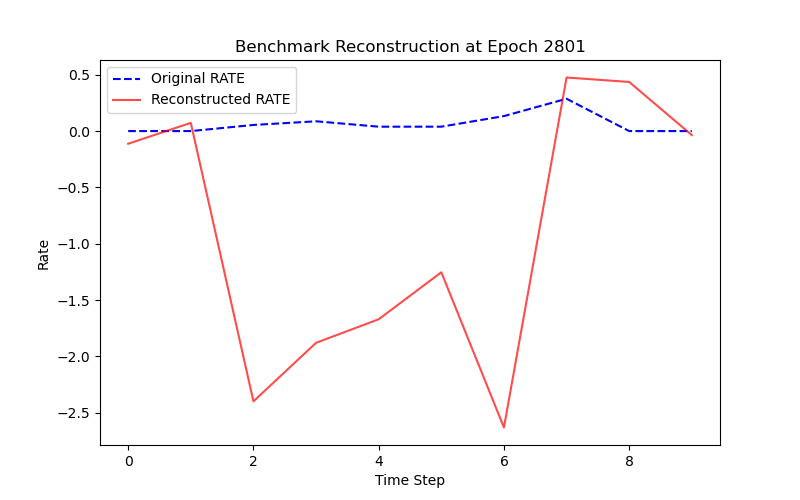 Benchmark Reconstruction at Epoch 2801
Original RATE
Reconstructed RATE
0.5
0.0
−0.5
−1.0
−1.5
−2.0
−2.5
Rate
0 2 4 6 8
Time Step